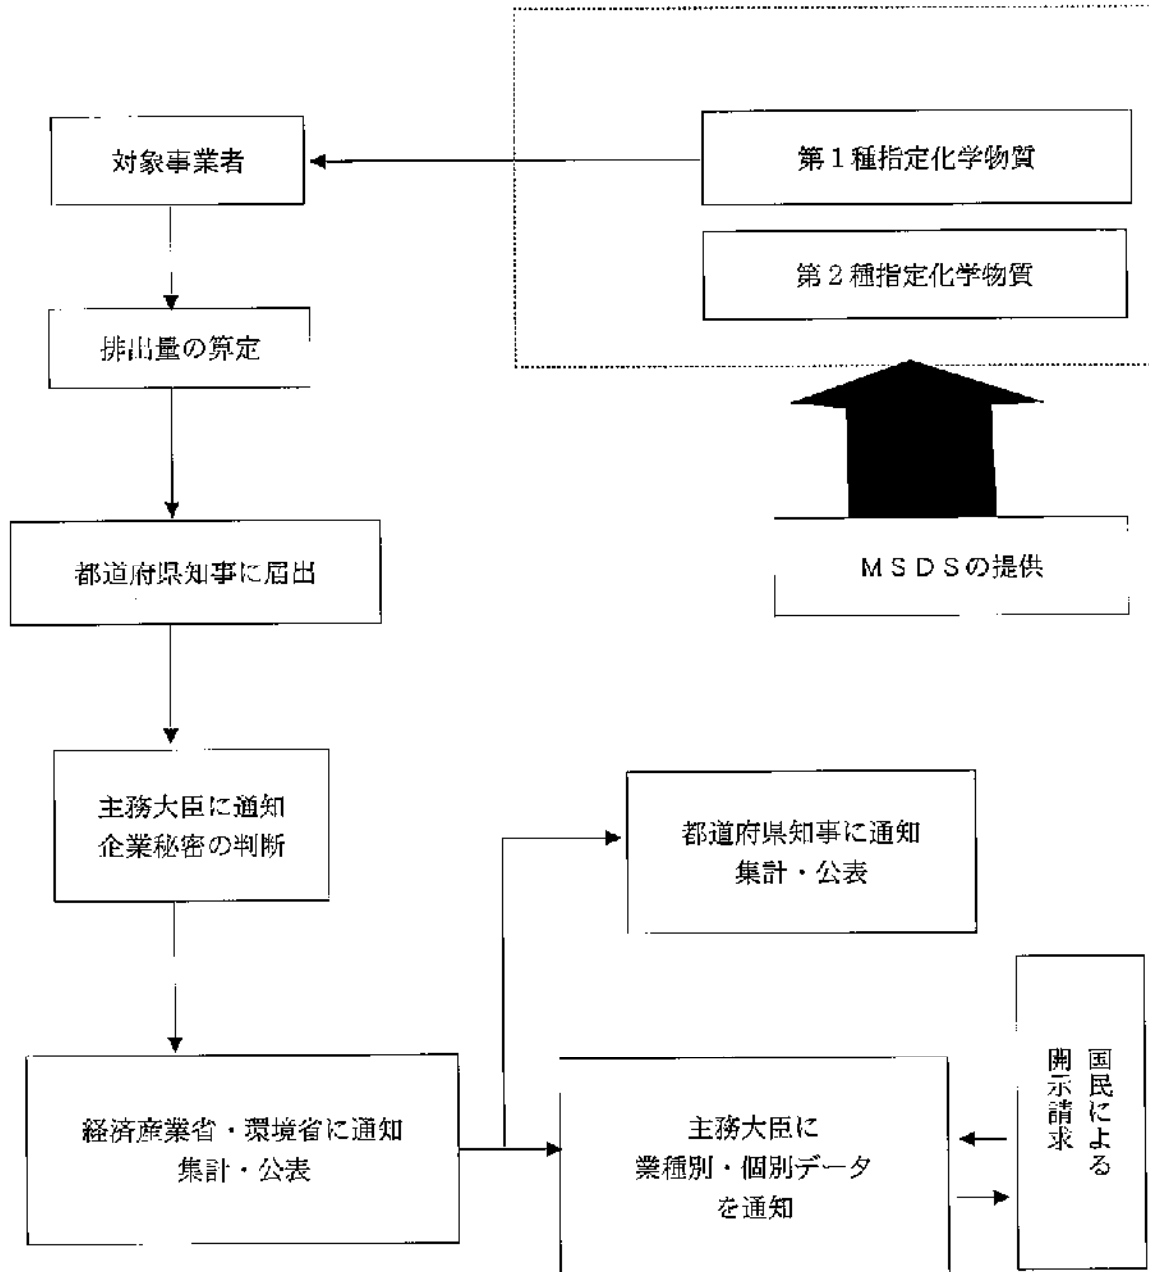 対象事業者
第１種指定化学物質
第２種指定化学物質
排出量の算定
都道府県知事に届出
ＭＳＤＳの提供
主務大臣に通知
企業秘密の判断
都道府県知事に通知
集計・公表
経済産業省・環境省に通知
集計・公表
主務大臣に
業種別・個別データ
を通知
国民による
開示請求